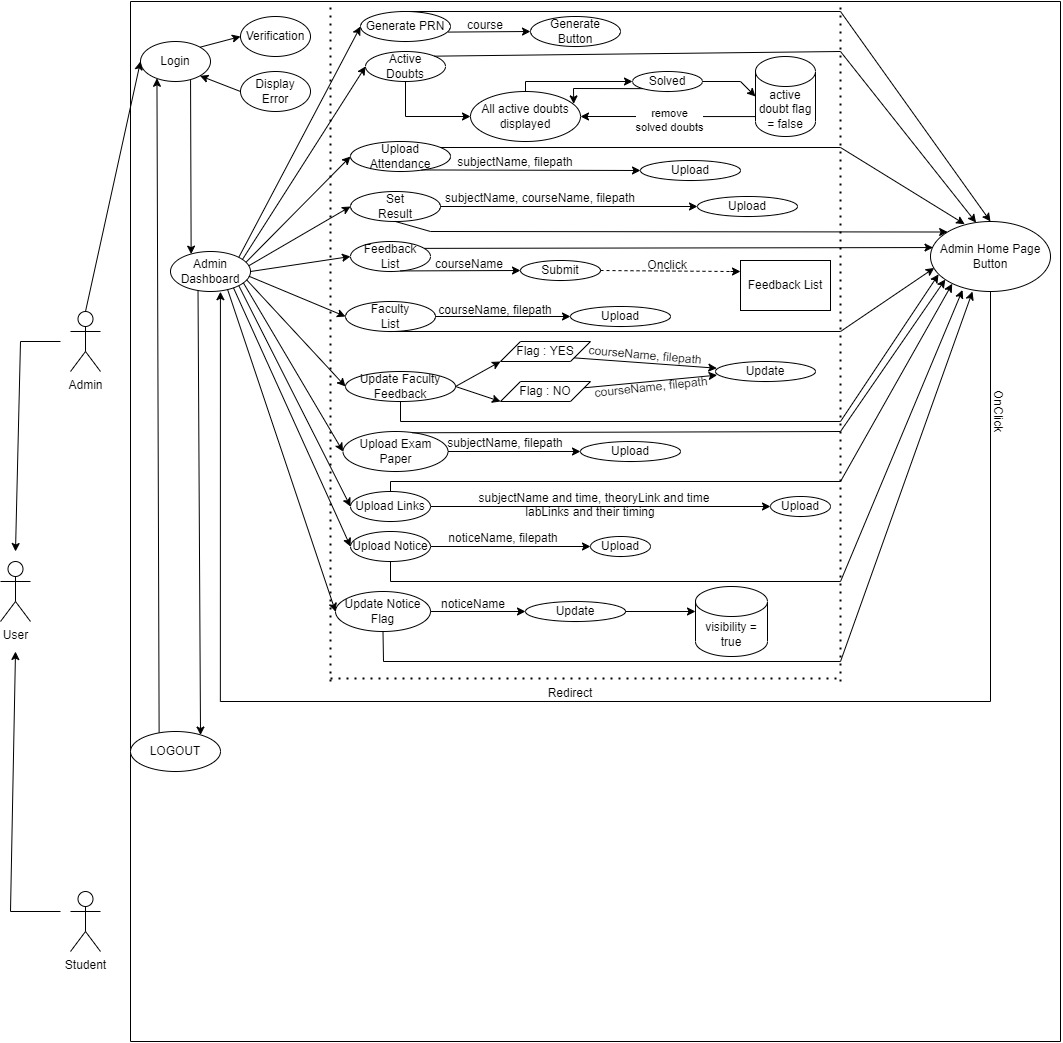 Generate PRN
course
Generate
Button
Verification
Login
Display
Error
Active
Doubts
Solved
All active doubts
displayed
remove
solved doubts
active
doubt flag
= false
Upload
Attendance
subjectName, filepath
Upload
Set
Result
subjectName, courseName, filepath
Upload
Feedback
List
courseName
Submit
Onclick
Feedback List
Admin Home Page
Button
Admin
Dashboard
Faculty
List
courseName, filepath
Upload
Admin
Update Faculty
Feedback
Flag : YES
courseName, filepath
Flag : NO
courseName, filepath
Update
OnClick
Upload Exam
Paper
subjectName, filepath
Upload
Upload Links
subjectName and time, theoryLink and time
labLinks and their timing
Upload
Upload Notice
noticeName, filepath
Upload
User
Update Notice
Flag
noticeName
Update
visibility =
true
Redirect
LOGOUT
Student